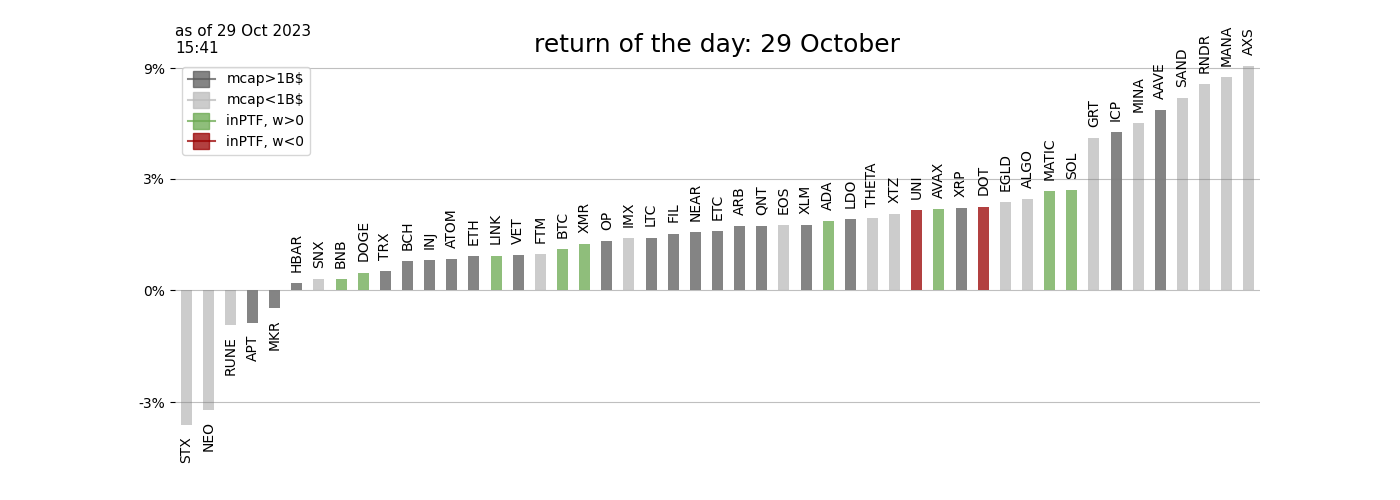 as of 29 Oct 2023
15:41
return of the day: 29 October
mcap>1B$
mcap<1B$
inPTF, w>0
inPTF, w<0
9%
3%
0%
-3%
STX
NEO
RUNE
APT
MKR
HBAR
SNX
BNB
DOGE
TRX
BCH
INJ
ATOM
ETH
LINK
VET
FTM
BTC
XMR
OP
IMX
LTC
FIL
NEAR
ETC
ARB
QNT
EOS
XLM
ADA
LDO
THETA
XTZ
UNI
AVAX
XRP
DOT
EGLD
ALGO
MATIC
SOL
GRT
ICP
MINA
AAVE
SAND
RNDR
MANA
AXS